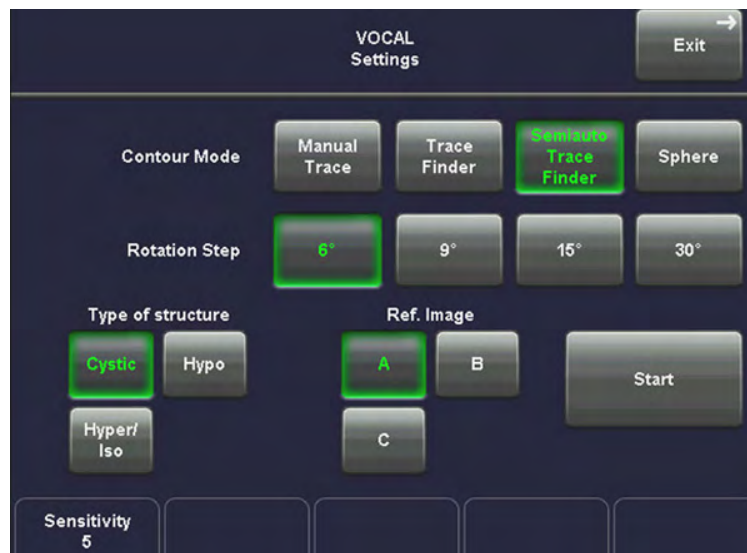 VOCAL
Settings
Exit
Contour Mode
Manual
Trace
Trace
Finder
Semiauto
Trace
Finder
Sphere
Rotation Step
6°
9°
15°
30°
Type of structure
Ref. Image
Cystic
Hypo
A
B
Start
Hyper/
Iso
C
Sensitivity
5